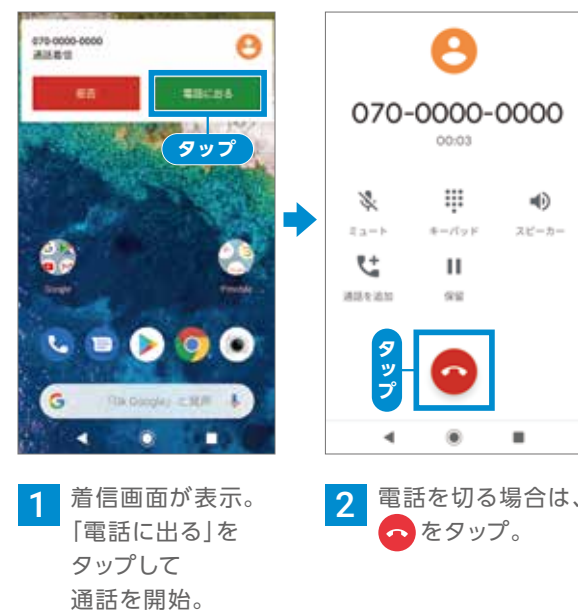 070-0000-0000
通話着信
拒否
電話に出る
タップ
Google
「Ok Google」と発声
1
着信画面が表示。
「電話に出る」を
タップして
通話を開始。
070-0000-0000
00:03
ミュート
キーパッド
スピーカー
通話を追加
保留
タップ
2
電話を切る場合は、
をタップ。